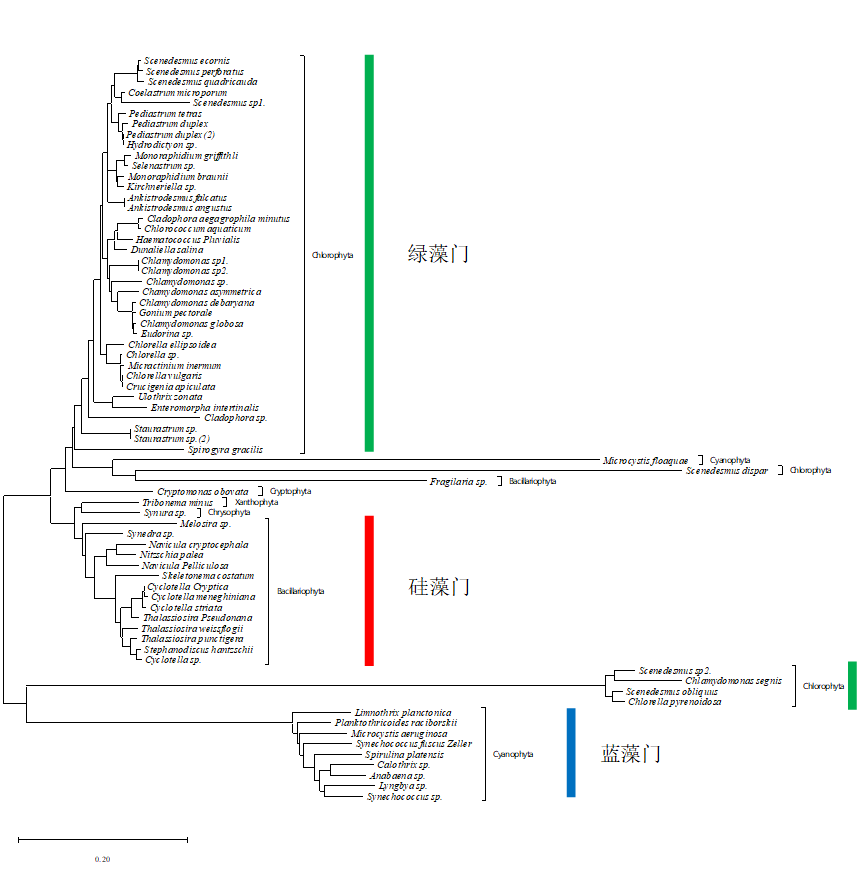 Scenedesmus ecornis
Scenedesmus perforatus
Scenedesmus quadricauda
Coelastrum microporum
Scenedesmus sp1.
Pediastrum tetras
Pediastrum duplex
Pediastrum duplex (2)
Hydrodictyon sp.
Monoraphidium griffithli
Selenastrum sp.
Monoraphidium braunii
Kirchneriella sp.
Ankistrodesmus falcatus
Ankistrodesmus angustus
Cladophora aegagrophila minutus
Chlorococcum aquaticum
Haematococcus Pluvialis
Dunaliella salina
Chlamydomonas sp1.
Chlamydomonas sp2.
Chlamydomonas sp.
Chamydomonas asymmetrica
Chlamydomonas debaryana
Gonium pectorale
Chlamydomonas globosa
Eudorina sp.
Chlorella ellipsoidea
Chlorella sp.
Micractinium inermum
Chlorella vulgaris
Crucigenia apiculata
Ulothrix zonata
Enteromorpha intertinalis
Cladophora sp.
Staurastrum sp.
Staurastrum sp. (2)
Spirogyra gracilis
Chlorophyta
绿藻门
Microcystis floaquae
Cyanophyta
Scenedesmus dispar
Chlorophyta
Fragilaria sp.
Bacillariophyta
Cryptomonas obovata
Cryptophyta
Tribonema minus
Xanthophyta
Synura sp.
Chrysophyta
Melosira sp.
Synedra sp.
Navicula cryptocephala
Nitzschia palea
Navicula Pelliculosa
Skeletonema costatum
Cyclotella Cryptica
Cyclotella meneghiniana
Cyclotella striata
Thalassiosira Pseudonana
Thalassiosira weissflogii
Thalassiosira punctigera
Stephanodiscus hantzschii
Cyclotella sp.
Bacillariophyta
硅藻门
Scenedesmus sp2.
Chlamydomonas segnis
Scenedesmus obliquus
Chlorella pyrenoidosa
Chlorophyta
Limnothrix planctonica
Planktothricoides raciborskii
Microcystis aeruginosa
Synechococcus fuscus Zeller
Spirulina platensis
Calothrix sp.
Anabaena sp.
Lyngbya sp.
Synechococcus sp.
Cyanophyta
蓝藻门
0.20